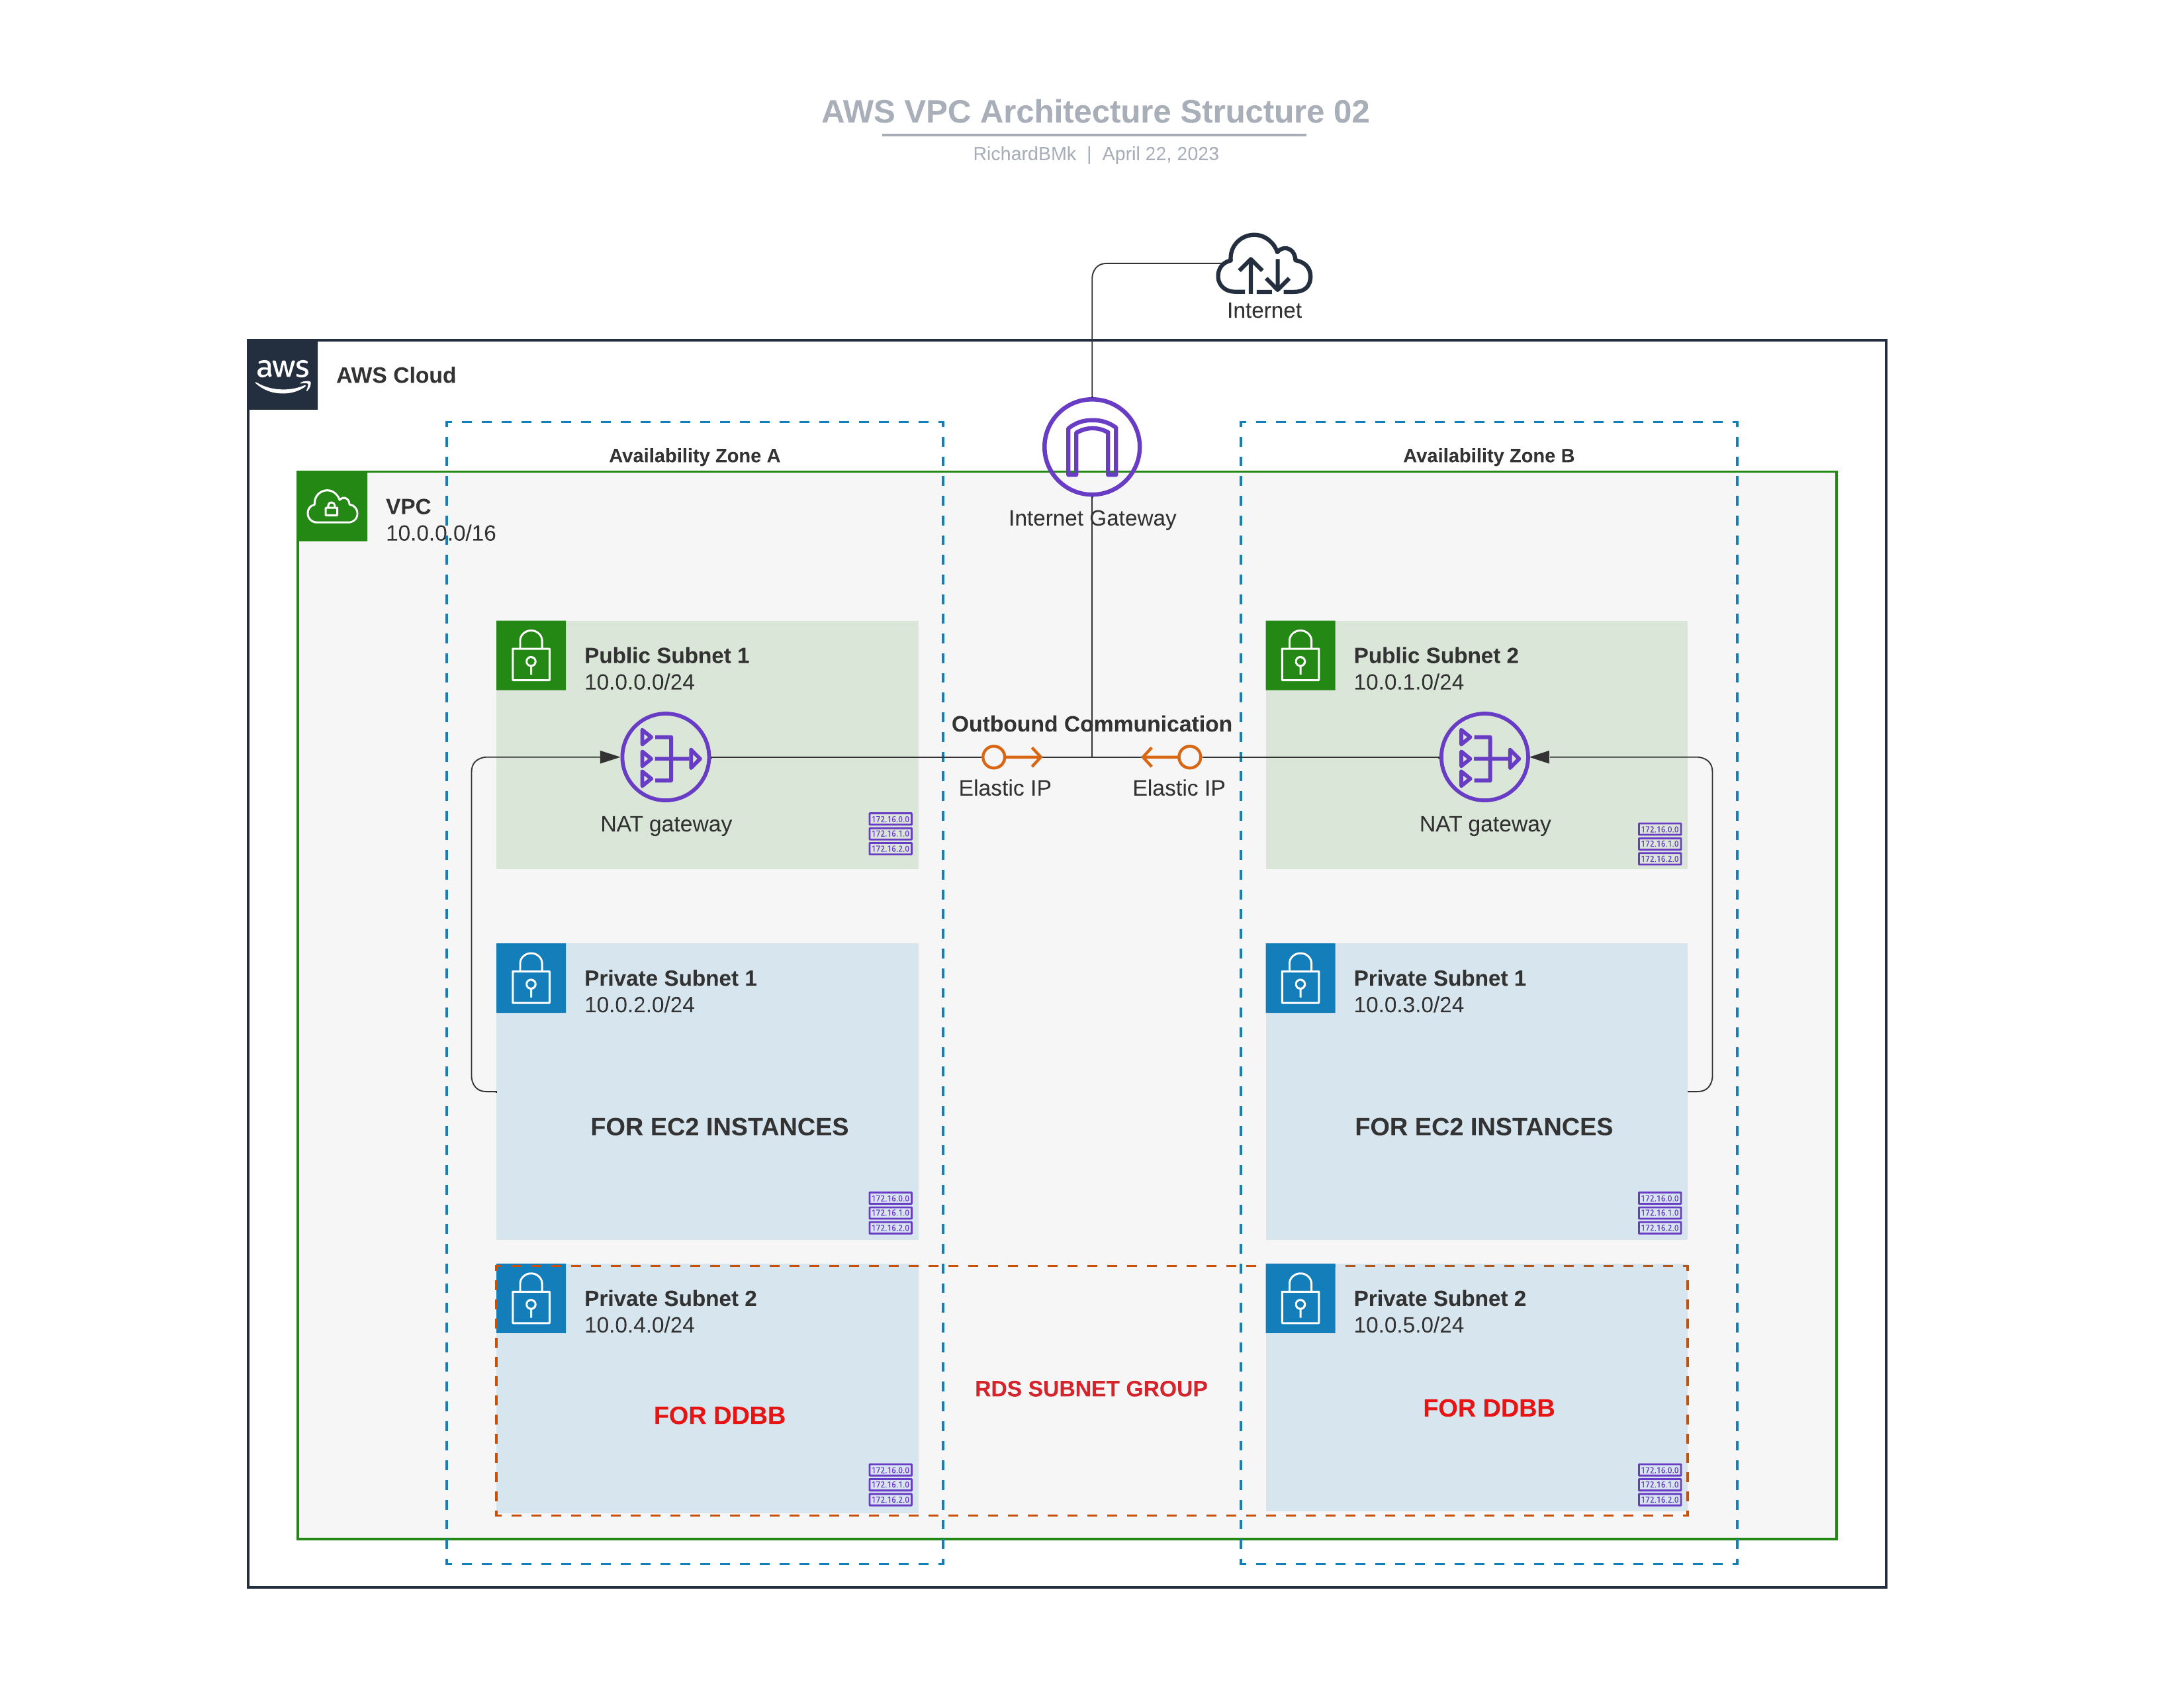 AWS VPC Architecture Structure 02
RichardBMk | April 22, 2023
Internet
aws
AWS Cloud
Availability Zone A
Availability Zone B
VPC
10.0.0.0/16
Internet Gateway
Public Subnet 1
10.0.0.0/24
NAT gateway
172.16.0.0
172.16.1.0
172.16.2.0
Outbound Communication
Elastic IP
Elastic IP
Public Subnet 2
10.0.1.0/24
NAT gateway
172.16.0.0
172.16.1.0
172.16.2.0
Private Subnet 1
10.0.2.0/24
FOR EC2 INSTANCES
172.16.0.0
172.16.1.0
172.16.2.0
Private Subnet 1
10.0.3.0/24
FOR EC2 INSTANCES
172.16.0.0
172.16.1.0
172.16.2.0
Private Subnet 2
10.0.4.0/24
FOR DDBB
172.16.0.0
172.16.1.0
172.16.2.0
RDS SUBNET GROUP
Private Subnet 2
10.0.5.0/24
FOR DDBB
172.16.0.0
172.16.1.0
172.16.2.0